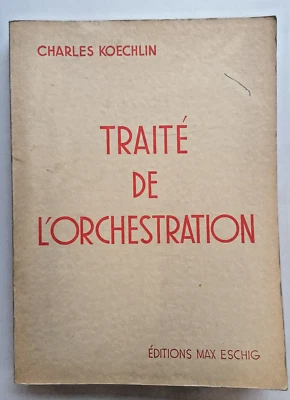 CHARLES KOECHLIN
TRAITÉ
DE
L'ORCHESTRATION
ÉDITIONS MAX ESCHIG